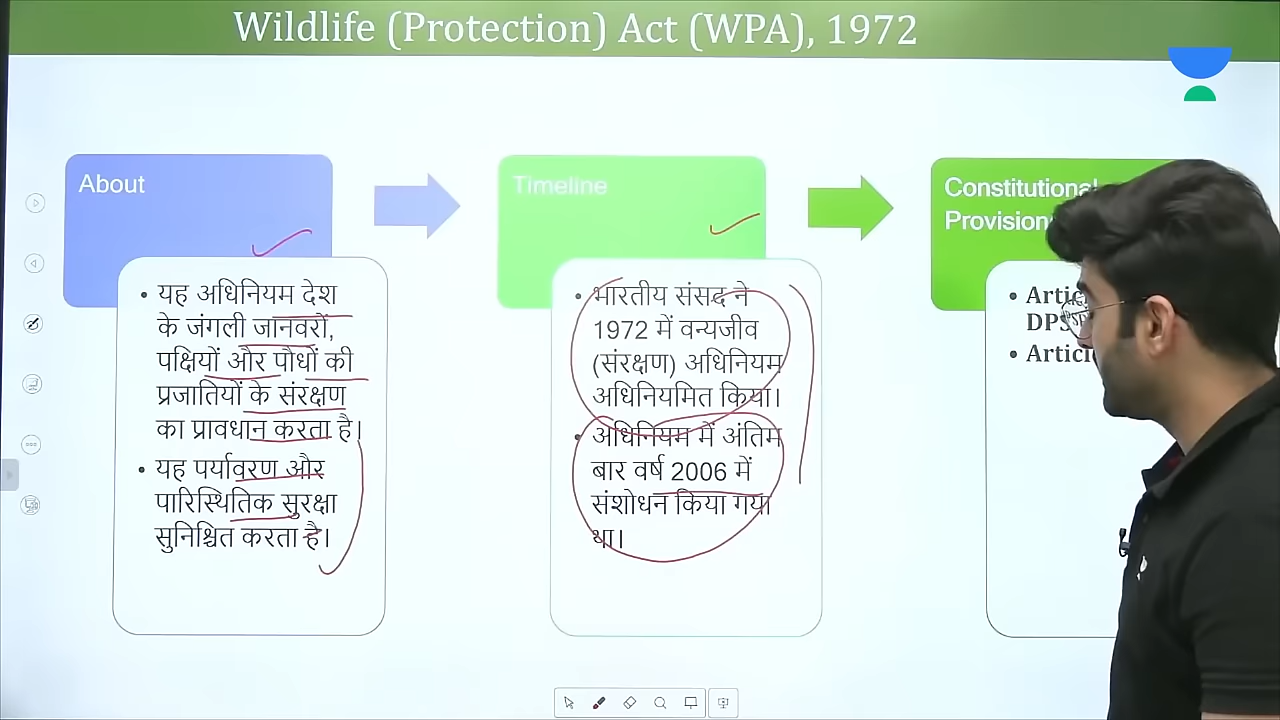 Wildlife (Protection) Act (WPA), 1972
About
यह अधिनियम देश
के जंगली जानवरों,
पक्षियों और पौधों की
प्रजातियों के संरक्षण
का प्रावधान करता है।
यह पर्यावरण और
पारिस्थितिक सुरक्षा
सुनिश्चित करता है।
Timeline
भारतीय संसद ने
1972 में वन्यजीव
(संरक्षण) अधिनियम
अधिनियमित किया।
अधिनियम में अंतिम
बार वर्ष 2006 में
संशोधन किया गया
था।
Constitutional